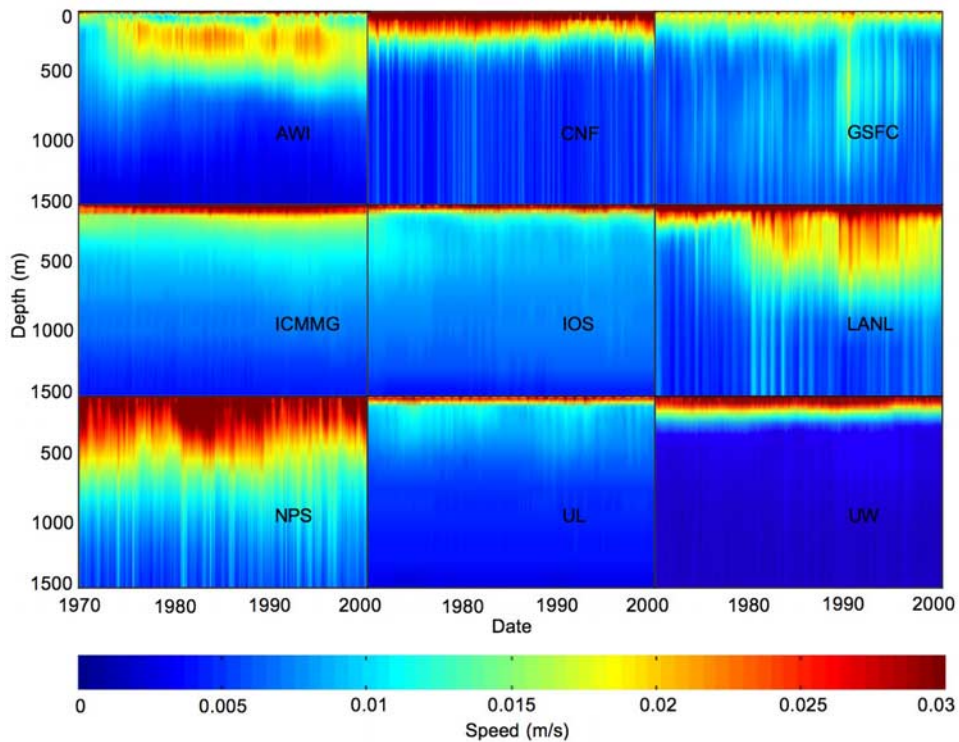 0
500
1000
1500
AWI
CNF
GSFC
Depth (m)
500
1000
1500
ICMMG
IOS
LANL
500
1000
1500
NPS
UL
UW
1970 1980 1990 2000 1980 1990 2000 1980 1990 2000
Date
0 0.005 0.01 0.015 0.02 0.025 0.03
Speed (m/s)